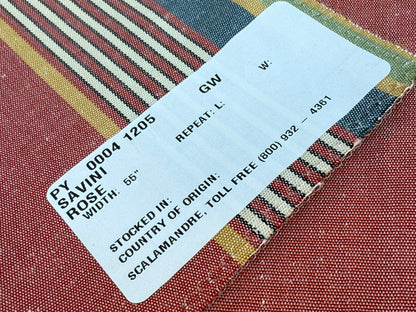 PY 0004 1205 GW
SAVINI
ROSE REPEAT: L: W:
WIDTH: 55"
STOCKED IN:
COUNTRY OF ORIGIN:
SCALAMANDRE, TOLL FREE (800) 932 - 4361